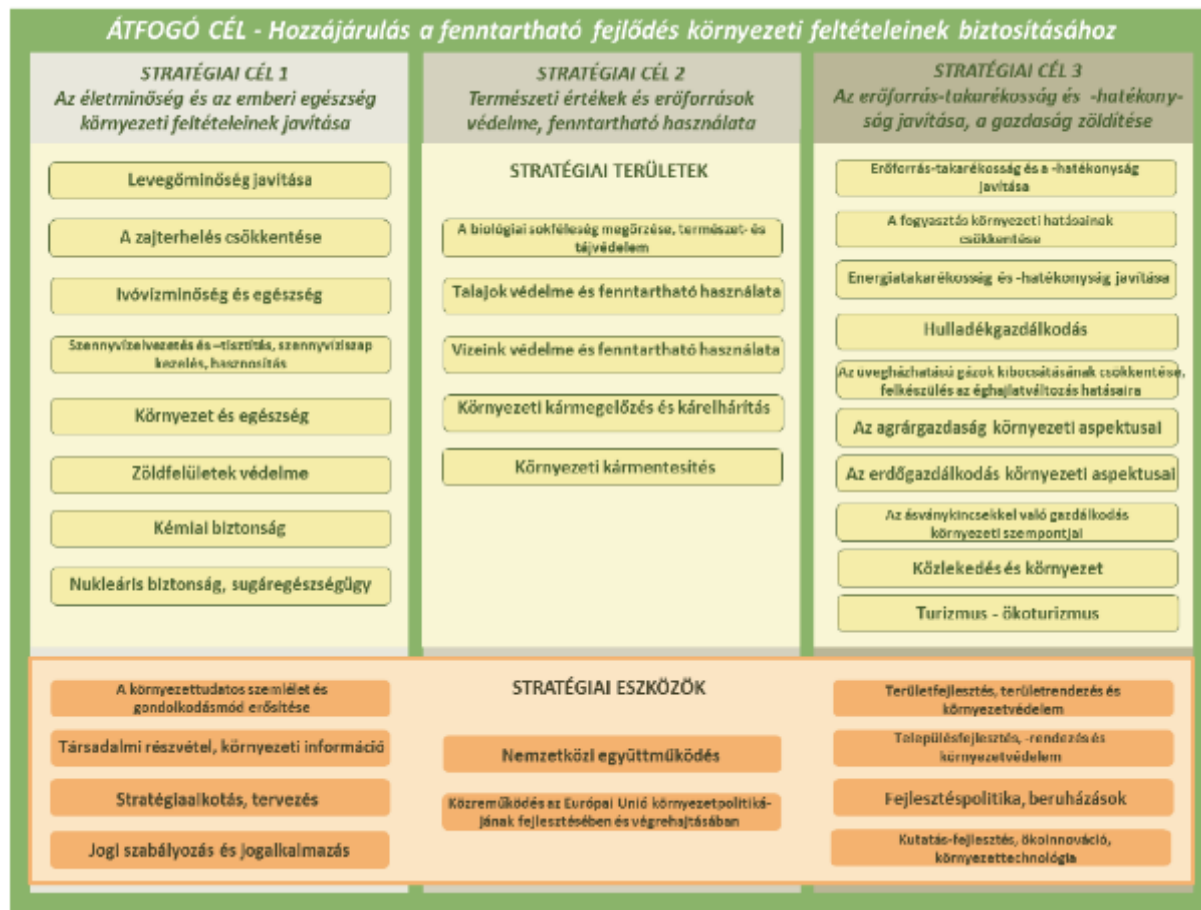 ÁTFOGÓ CÉL - Hozzájárulás a fenntartható fejlődés környezeti feltételeinek biztosításához
STRATÉGIAI CÉL 1
Az életminőség és az emberi egészség
környezeti feltételeinek javítása
STRATÉGIAI CÉL 2
Természeti értékek és erőforrások
védelme, fenntartható használata
STRATÉGIAI CÉL 3
Az erőforrás-takarékosság és -hatékony-
ság javítása, a gazdaság zöldítése
Levegőminőség javítása
A zajterhelés csökkentése
Ivóvízminőség és egészség
Szennyvízelvezetés és –tisztítás, szennyvíziszap
kezelés, hasznosítás
Környezet és egészség
Zöldfelületek védelme
Kémiai biztonság
Nukleáris biztonság, sugáregészségügy
STRATÉGIAI TERÜLETEK
A biológiai sokféleség megőrzése, természet- és
tájvédelem
Talajok védelme és fenntartható használata
Vizeink védelme és fenntartható használata
Környezeti kármegelőzés és kárelhárítás
Környezeti kármentesítés
Erőforrás-takarékosság és a -hatékonyság
javítása
A fogyasztás környezeti hatásainak
csökkentése
Energiatakarékosság és -hatékonyság javítása
Hulladékgazdálkodás
Az üvegházhatású gázok kibocsátásának csökkentése,
felkészülés az éghajlatváltozás hatásaira
Az agrárgazdaság környezeti aspektusai
Az erdőgazdálkodás környezeti aspektusai
Az ásványkincsekkel való gazdálkodás
környezeti szempontjai
Közlekedés és környezet
Turizmus - ökoturizmus
A környezettudatos szemlélet és
gondolkodásmód erősítése
Társadalmi részvétel, környezeti információ
Stratégiaalkotás, tervezés
Jogi szabályozás és jogalkalmazás
STRATÉGIAI ESZKÖZÖK
Nemzetközi együttműködés
Közreműködés az Európai Unió környezetpolitiká-
jának fejlesztésében és végrehajtásában
Területfejlesztés, területrendezés és
környezetvédelem
Településfejlesztés, -rendezés és
környezetvédelem
Fejlesztéspolitika, beruházások
Kutatás-fejlesztés, ökoinnováció,
környezettechnológia